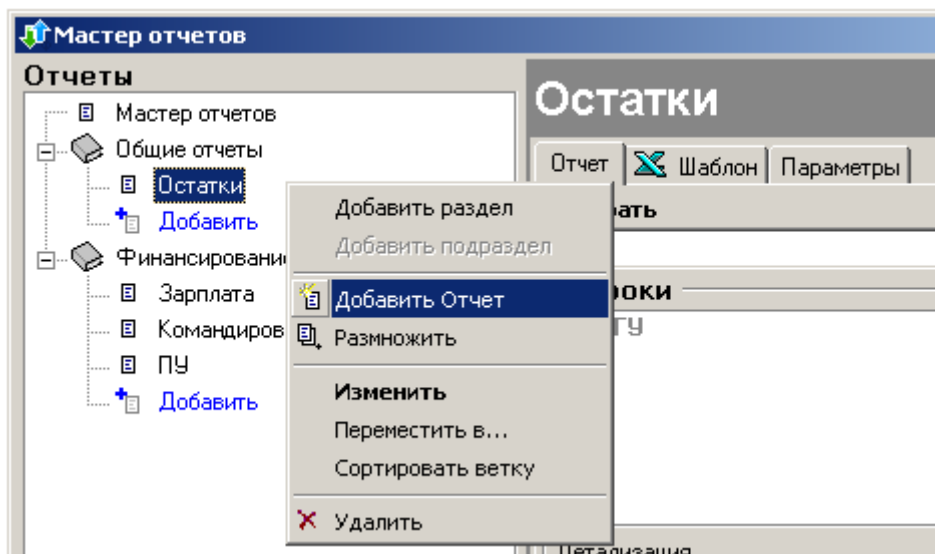 Мастер отчетов
Отчеты
Мастер отчетов
Общие отчеты
Остатки
Добавить
Зарплата
ПУ
Добавить
Остатки
Отчет Шаблон Параметры
Добавить раздел
Добавить подраздел
Добавить Отчет
Размножить
Изменить
Переместить в...
Сортировать ветку
Удалить